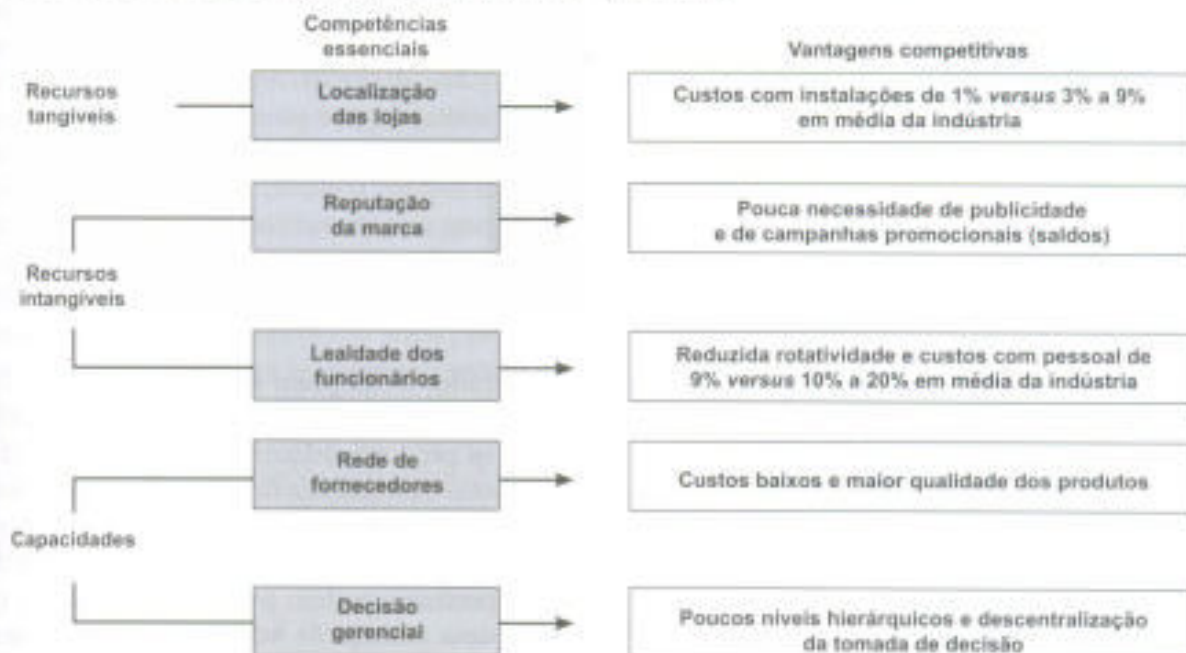 Competências
essenciais
Vantagens competitivas
Recursos
tangíveis
Localização
das lojas
Custos com instalações de 1% versus 3% a 9%
em média da indústria
Reputação
da marca
Pouca necessidade de publicidade
e de campanhas promocionais (saldos)
Recursos
intangíveis
Lealdade dos
funcionários
Reduzida rotatividade e custos com pessoal de
9% versus 10% a 20% em média da indústria
Rede de
fornecedores
Custos baixos e maior qualidade dos produtos
Capacidades
Decisão
gerencial
Poucos níveis hierárquicos e descentralização
da tomada de decisão